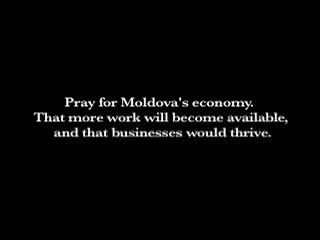 Pray for Moldova's economy.
That more work will become available,
and that businesses would thrive.